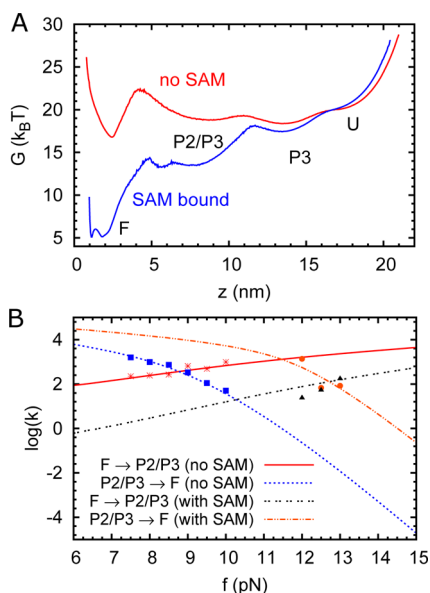 A
30
25
20
15
10
5
G (kBT)
no SAM
P2/P3
P3
U
SAM bound
F
0 5 10 15 20
z (nm)
B
4
2
0
-2
-4
log(k)
F → P2/P3 (no SAM)
P2/P3 → F (no SAM)
F → P2/P3 (with SAM)
P2/P3 → F (with SAM)
6 7 8 9 10 11 12 13 14 15
f (pN)